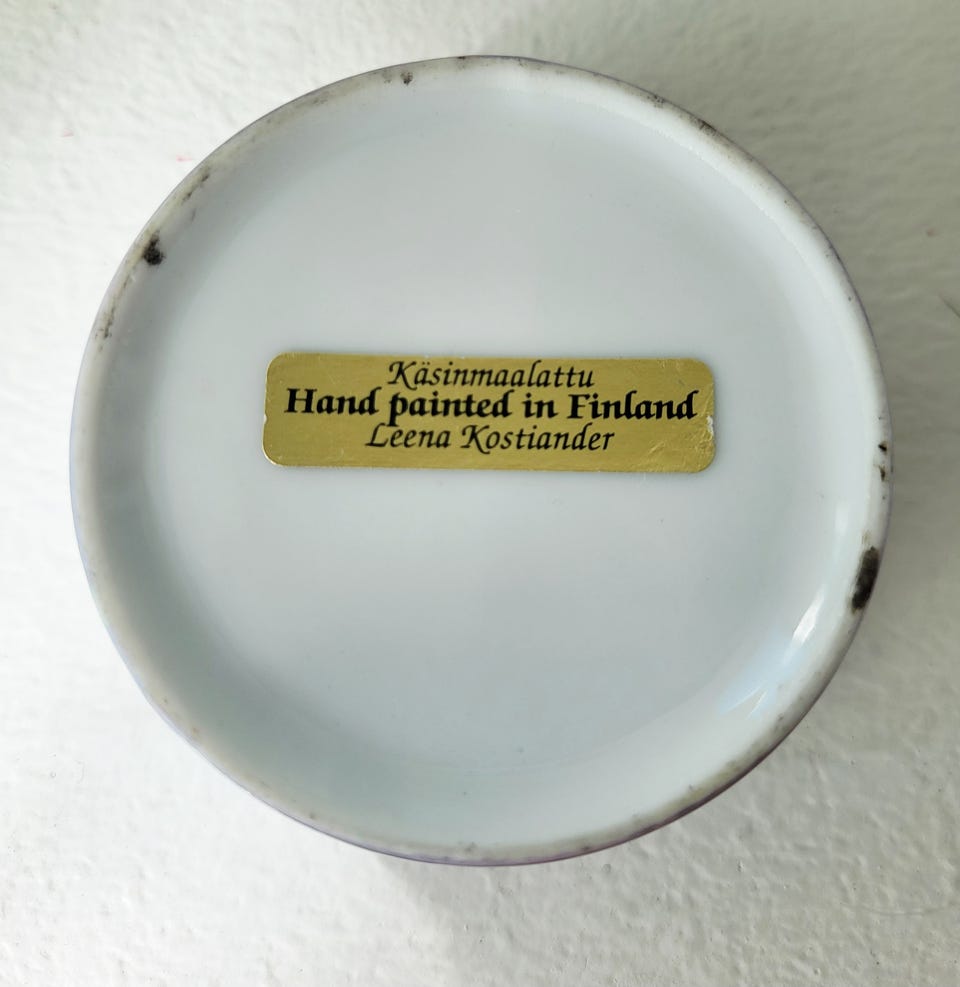 Käsinmaalattu
Hand painted in Finland
Leena Kostiander